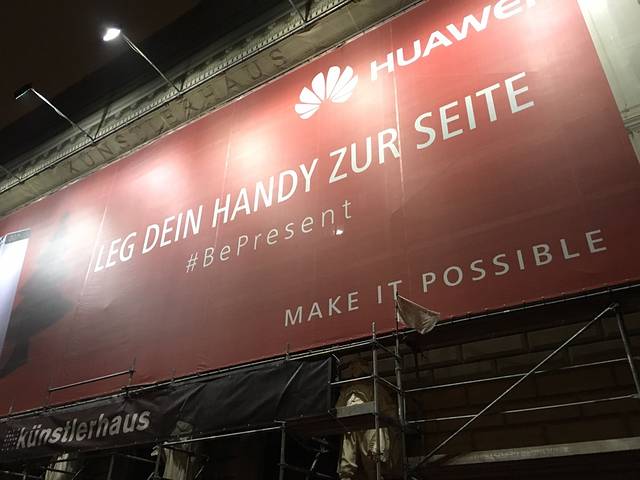 KÜNSTLERHAUS
HUAWEI
LEG DEIN HANDY ZUR SEITE
#BePresent
MAKE IT POSSIBLE
künstlerhaus